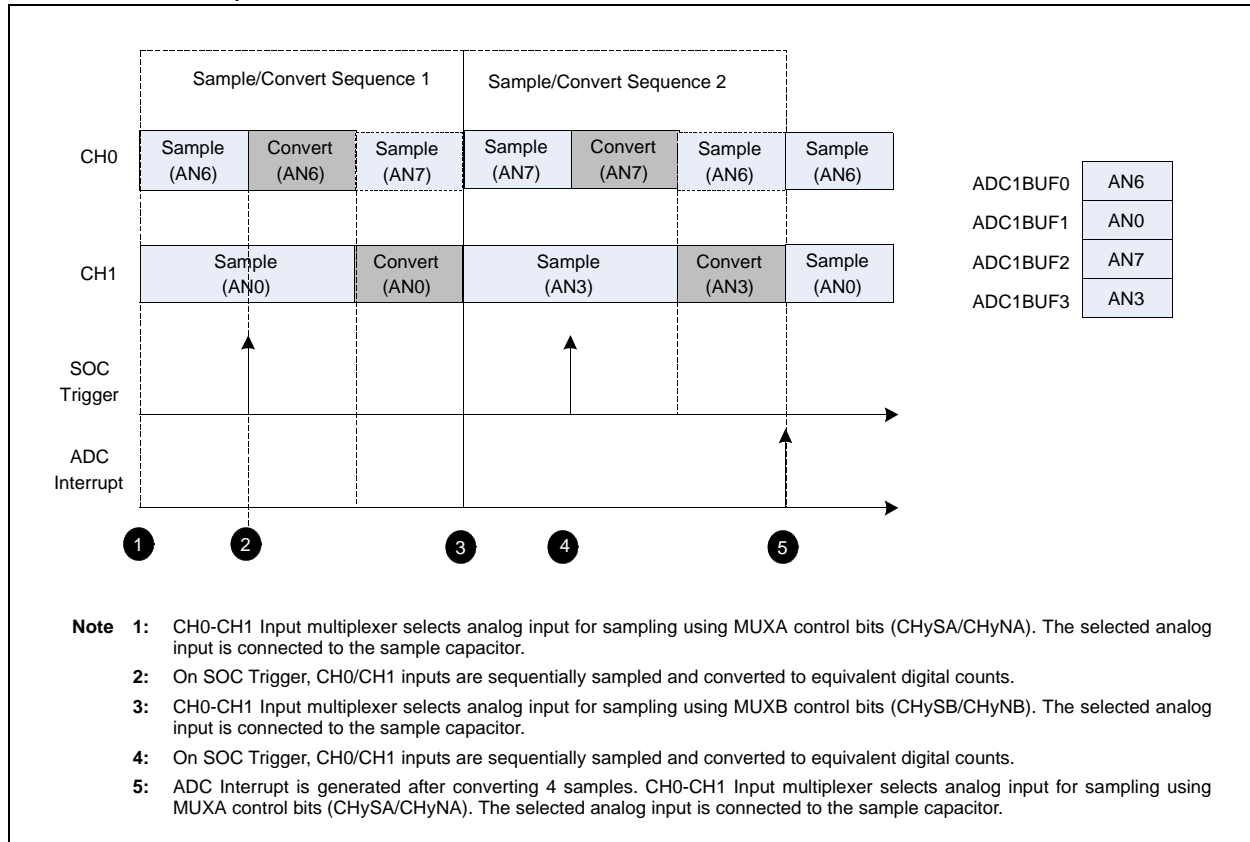 Sample/Convert Sequence 1
Sample/Convert Sequence 2
CH0
Sample
(AN6)
Convert
(AN6)
Sample
(AN7)
Sample
(AN7)
Convert
(AN7)
Sample
(AN6)
Sample
(AN6)
CH1
Sample
(AN0)
Convert
(AN0)
Sample
(AN3)
Convert
(AN3)
Sample
(AN0)
ADC1BUF0 AN6
ADC1BUF1 AN0
ADC1BUF2 AN7
ADC1BUF3 AN3
SOC
Trigger
ADC
Interrupt
1 2 3 4 5
Note 1: CH0-CH1 Input multiplexer selects analog input for sampling using MUXA control bits (CHySA/CHyNA). The selected analog
input is connected to the sample capacitor.
2: On SOC Trigger, CH0/CH1 inputs are sequentially sampled and converted to equivalent digital counts.
3: CH0-CH1 Input multiplexer selects analog input for sampling using MUXB control bits (CHySB/CHyNB). The selected analog
input is connected to the sample capacitor.
4: On SOC Trigger, CH0/CH1 inputs are sequentially sampled and converted to equivalent digital counts.
5: ADC Interrupt is generated after converting 4 samples. CH0-CH1 Input multiplexer selects analog input for sampling using
MUXA control bits (CHySA/CHyNA). The selected analog input is connected to the sample capacitor.